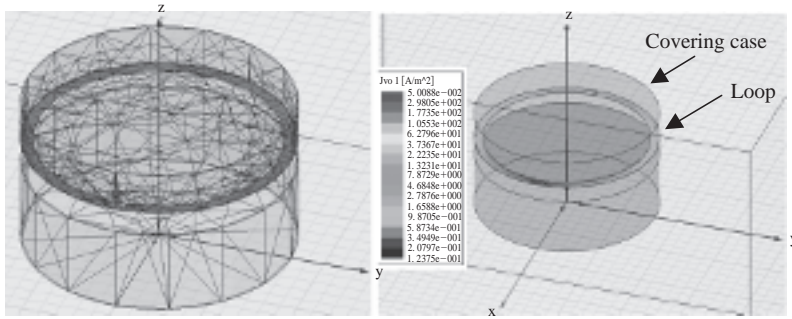 z
y
z
Covering case
Loop
Jvo 1 [A/m^2]
5. 0088e−002
2. 9805e+002
1. 7735e+002
1. 0553e+002
6. 2796e+001
3. 7367e+001
2. 2235e+001
1. 3231e+001
7. 8729e+000
4. 6848e+000
2. 7876e+000
1. 6588e+000
9. 8705e−001
5. 8734e−001
3. 4949e−001
2. 0797e−001
1. 2375e−001
x